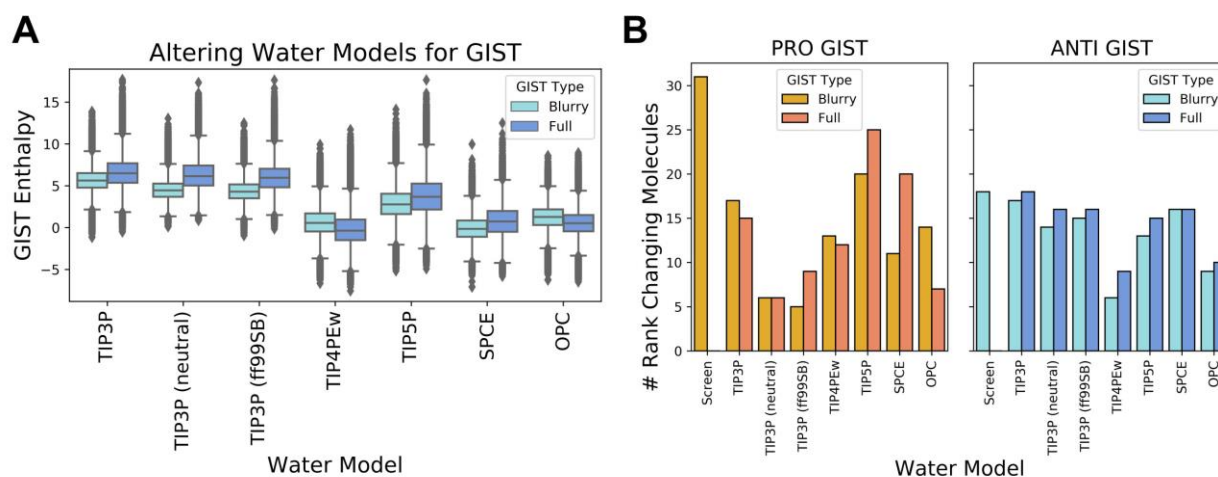 A
Altering Water Models for GIST
GIST Enthalpy
15
10
5
0
−5
GIST Type
Blurry
Full
TIP3P
TIP3P (neutral)
TIP3P (ff99SB)
TIP4PEw
TIP5P
SPCE
OPC
Water Model
B
PRO GIST
ANTI GIST
# Rank Changing Molecules
30
25
20
15
10
5
0
GIST Type
Blurry
Full
GIST Type
Blurry
Full
Screen
TIP3P
TIP3P (neutral)
TIP3P (ff99SB)
TIP4PEw
TIP5P
SPCE
OPC
Screen
TIP3P
TIP3P (neutral)
TIP3P (ff99SB)
TIP4PEw
TIP5P
SPCE
OPC
Water Model